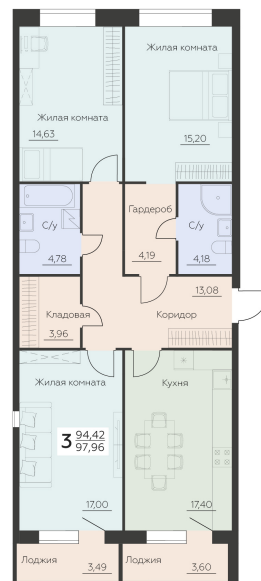 Жилая комната
15,20
Жилая комната
14,63
Гардероб
4,19
С/у
4,78
С/у
4,18
13,08
Коридор
Кладовая
3,96
Жилая комната
Кухня
3 94,42
97,96
17,00
17,40
Лоджия
3,49
Лоджия
3,60